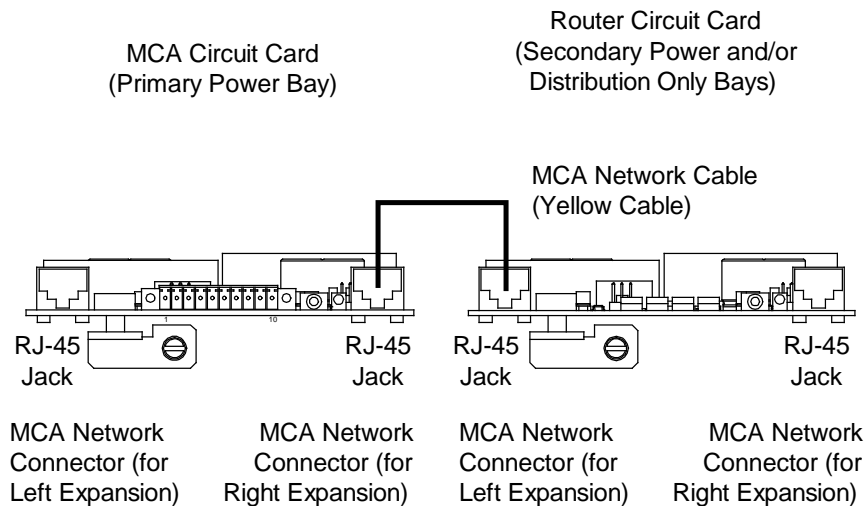 MCA Circuit Card
(Primary Power Bay)
Router Circuit Card
(Secondary Power and/or
Distribution Only Bays)
MCA Network Cable
(Yellow Cable)
1
10
RJ-45
Jack
RJ-45
Jack
RJ-45
Jack
RJ-45
Jack
MCA Network
Connector (for
Left Expansion)
MCA Network
Connector (for
Right Expansion)
MCA Network
Connector (for
Left Expansion)
MCA Network
Connector (for
Right Expansion)